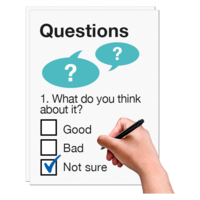 Questions
? ?
1. What do you think
about it?
Good
Bad
Not sure